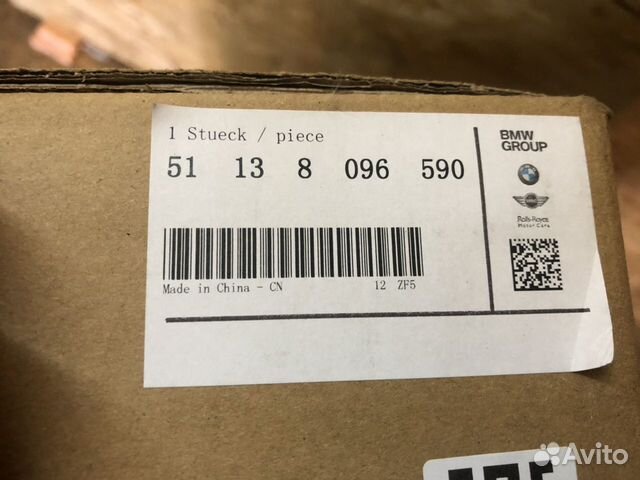 1 Stueck / piece
51 13 8 096 590
Made in China - CN 12 ZF5
BMW
GROUP
Rolls-Royce
Motor Cars
Avito